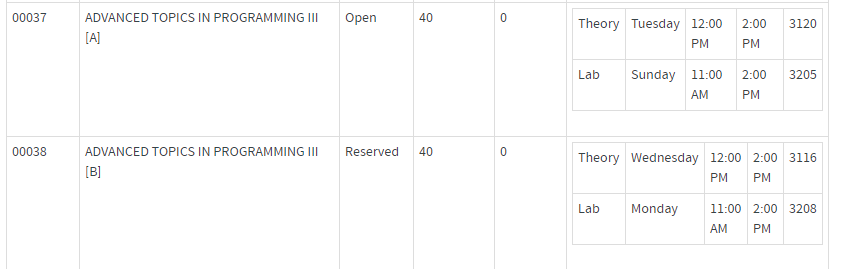 00037 ADVANCED TOPICS IN PROGRAMMING III Open 40 0
[A]
Theory Tuesday 12:00 2:00 3120
PM PM
Lab Sunday 11:00 2:00 3205
AM PM
00038 ADVANCED TOPICS IN PROGRAMMING III Reserved 40 0
[B]
Theory Wednesday 12:00 2:00 3116
PM PM
Lab Monday 11:00 2:00 3208
AM PM